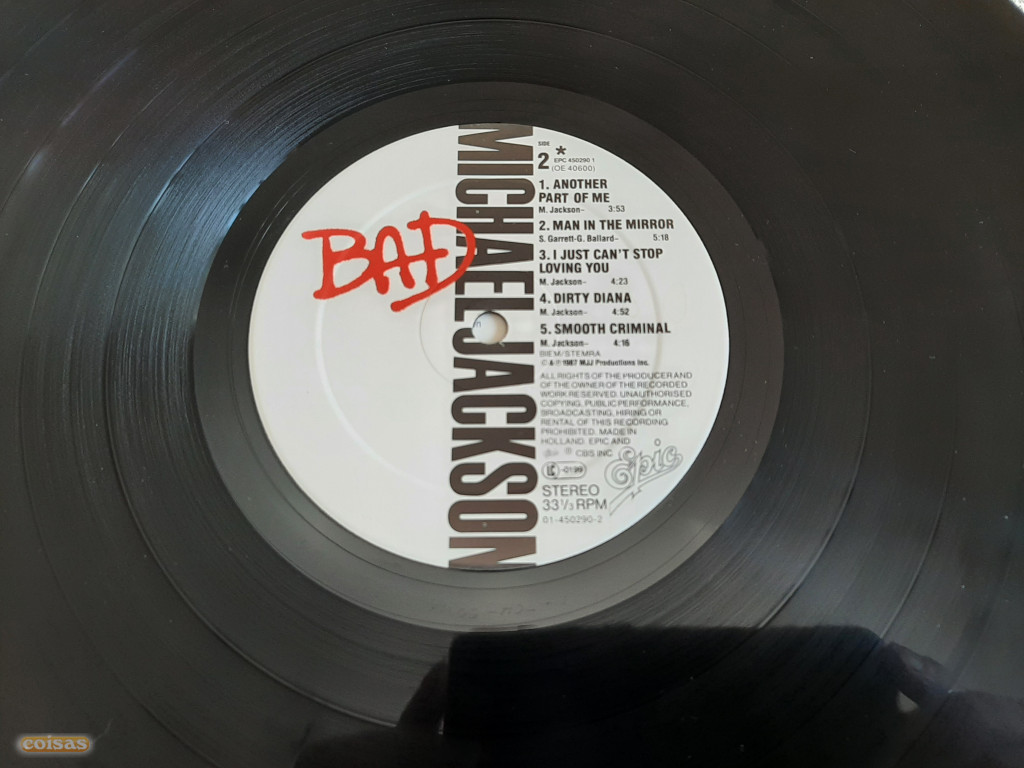 BAD
MICHAEL JACKSON
SIDE
2 *
EPC 450290 1
(OE 40600)
1. ANOTHER
PART OF ME
M. Jackson– 3:53
2. MAN IN THE MIRROR
S. Garrett-G. Ballard– 5:18
3. I JUST CAN'T STOP
LOVING YOU
M. Jackson– 4:23
4. DIRTY DIANA
M. Jackson– 4:52
5. SMOOTH CRIMINAL
M. Jackson– 4:16
BIEM/STEMRA
© & ℗ 1987 MJJ Productions Inc.
ALL RIGHTS OF THE PRODUCER AND
OF THE OWNER OF THE RECORDED
WORK RESERVED. UNAUTHORISED
COPYING, PUBLIC PERFORMANCE,
BROADCASTING, HIRING OR
RENTAL OF THIS RECORDING
PROHIBITED. MADE IN
HOLLAND. EPIC AND
CBS INC.
LC -0199
Epic
STEREO
33 1/3 RPM
01-450290-2
coisas